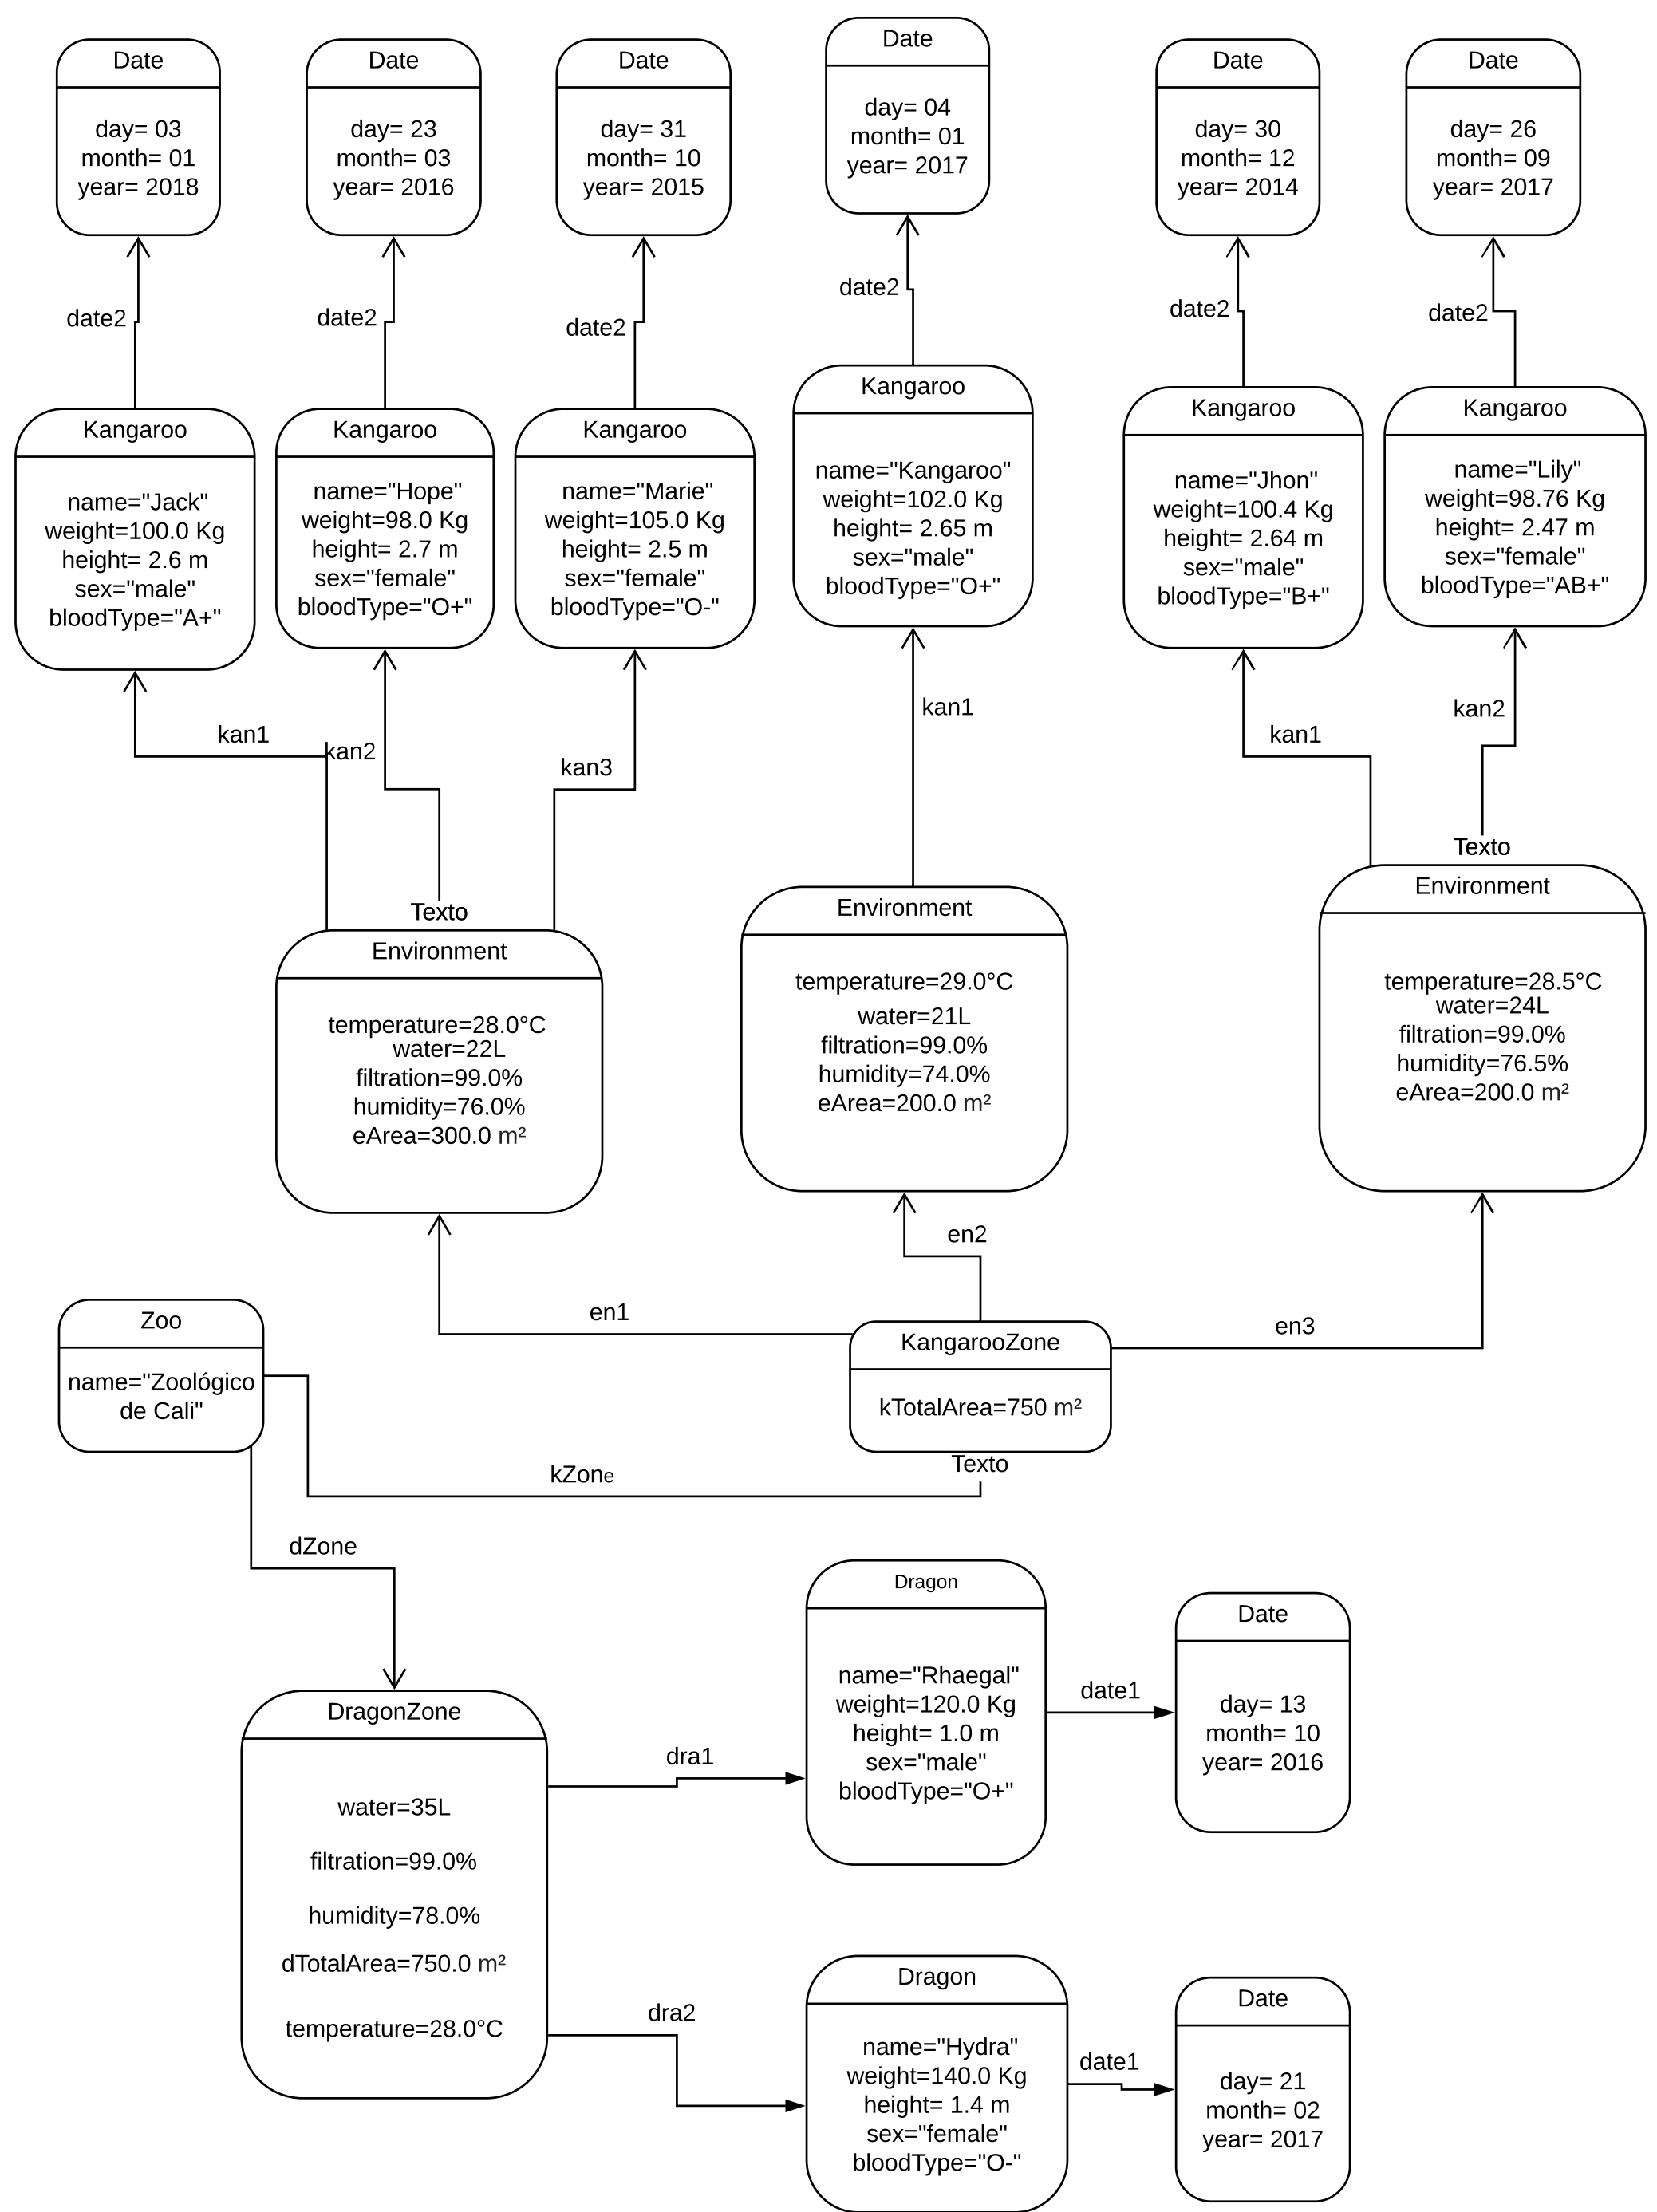 Date
day= 03
month= 01
year= 2018
Date
day= 23
month= 03
year= 2016
Date
day= 31
month= 10
year= 2015
Date
day= 04
month= 01
year= 2017
Date
day= 30
month= 12
year= 2014
Date
day= 26
month= 09
year= 2017
date2
date2
date2
date2
date2
date2
Kangaroo
name="Jack"
weight=100.0 Kg
height= 2.6 m
sex="male"
bloodType="A+"
Kangaroo
name="Hope"
weight=98.0 Kg
height= 2.7 m
sex="female"
bloodType="O+"
Kangaroo
name="Marie"
weight=105.0 Kg
height= 2.5 m
sex="female"
bloodType="O-"
Kangaroo
name="Kangaroo"
weight=102.0 Kg
height= 2.65 m
sex="male"
bloodType="O+"
Kangaroo
name="Jhon"
weight=100.4 Kg
height= 2.64 m
sex="male"
bloodType="B+"
Kangaroo
name="Lily"
weight=98.76 Kg
height= 2.47 m
sex="female"
bloodType="AB+"
kan1
kan2
kan3
kan1
kan1
kan2
Texto
Environment
temperature=28.0°C
water=22L
filtration=99.0%
humidity=76.0%
eArea=300.0 m²
Environment
temperature=29.0°C
water=21L
filtration=99.0%
humidity=74.0%
eArea=200.0 m²
Texto
Environment
temperature=28.5°C
water=24L
filtration=99.0%
humidity=76.5%
eArea=200.0 m²
en1
en2
en3
Zoo
name="Zoológico
de Cali"
KangarooZone
kTotalArea=750 m²
Texto
kZone
dZone
DragonZone
water=35L
filtration=99.0%
humidity=78.0%
dTotalArea=750.0 m²
temperature=28.0°C
dra1
Dragon
name="Rhaegal"
weight=120.0 Kg
height= 1.0 m
sex="male"
bloodType="O+"
date1
Date
day= 13
month= 10
year= 2016
dra2
Dragon
name="Hydra"
weight=140.0 Kg
height= 1.4 m
sex="female"
bloodType="O-"
date1
Date
day= 21
month= 02
year= 2017